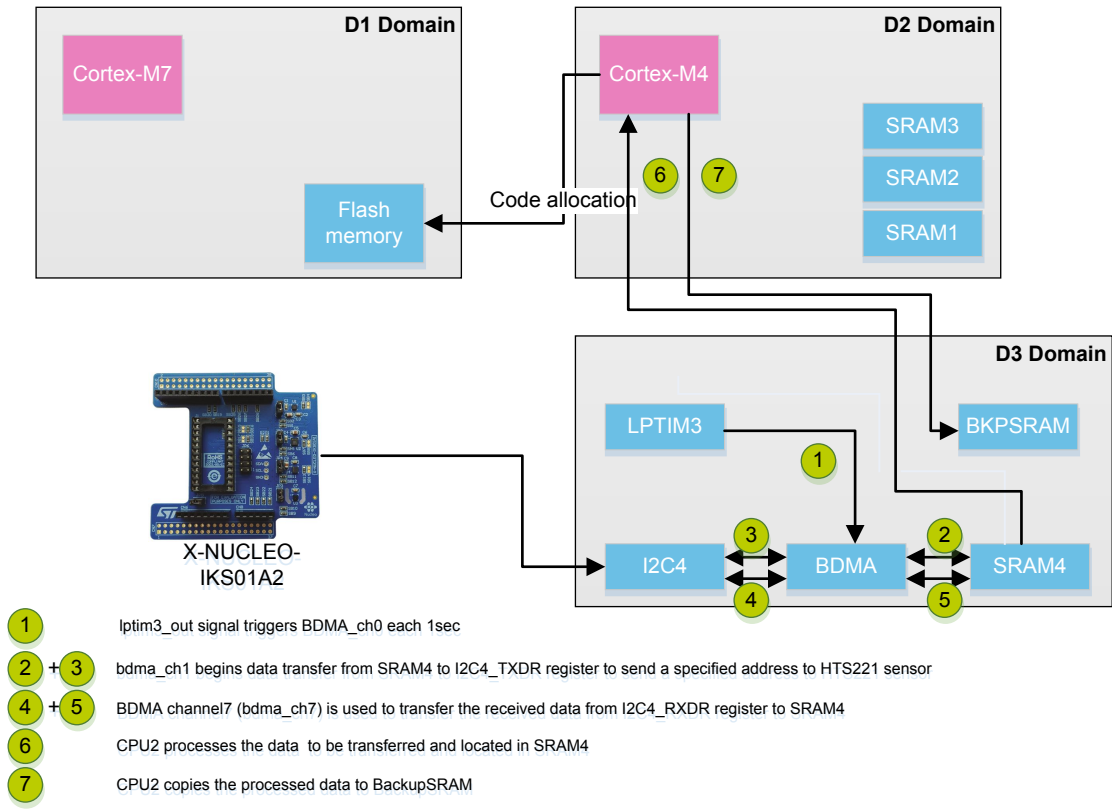 D1 Domain
Cortex-M7
Flash
memory
Code allocation
D2 Domain
Cortex-M4
SRAM3
SRAM2
SRAM1
6
7
D3 Domain
LPTIM3
BKPSRAM
1
I2C4
3
4
BDMA
2
5
SRAM4
X-NUCLEO-
IKS01A2
1 lptim3_out signal triggers BDMA_ch0 each 1sec
2 + 3 bdma_ch1 begins data transfer from SRAM4 to I2C4_TXDR register to send a specified address to HTS221 sensor
4 + 5 BDMA channel7 (bdma_ch7) is used to transfer the received data from I2C4_RXDR register to SRAM4
6 CPU2 processes the data to be transferred and located in SRAM4
7 CPU2 copies the processed data to BackupSRAM